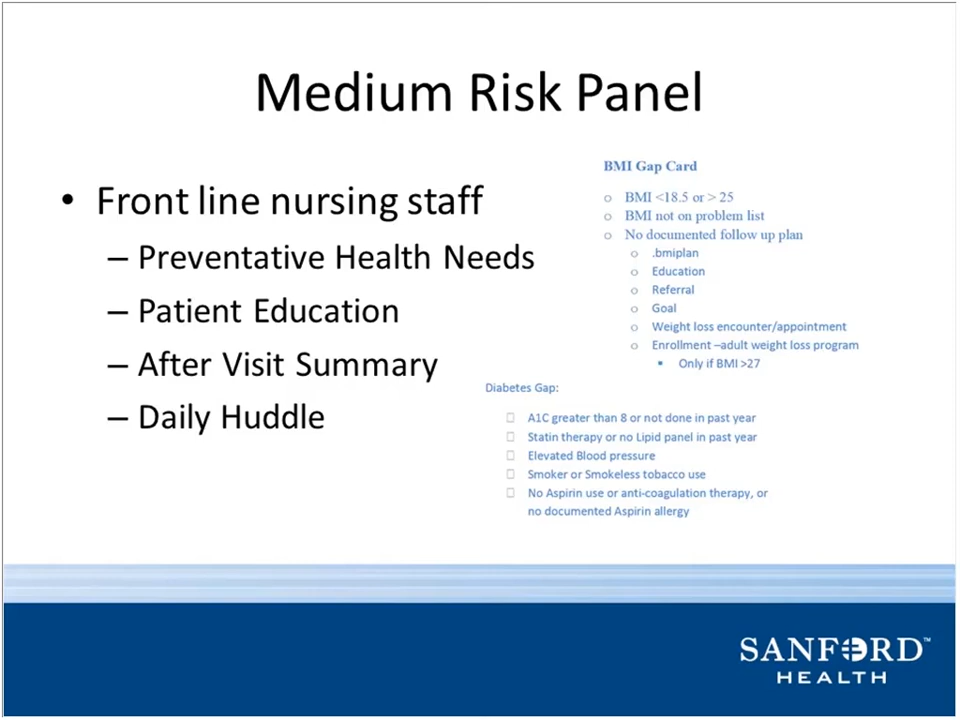 Medium Risk Panel
• Front line nursing staff
– Preventative Health Needs
– Patient Education
– After Visit Summary
– Daily Huddle
BMI Gap Card
o BMI <18.5 or > 25
o BMI not on problem list
o No documented follow up plan
o .bmiplan
o Education
o Referral
o Goal
o Weight loss encounter/appointment
o Enrollment –adult weight loss program
▪ Only if BMI >27
Diabetes Gap:
□ A1C greater than 8 or not done in past year
□ Statin therapy or no Lipid panel in past year
□ Elevated Blood pressure
□ Smoker or Smokeless tobacco use
□ No Aspirin use or anti-coagulation therapy, or
no documented Aspirin allergy
SANFORD™
HEALTH